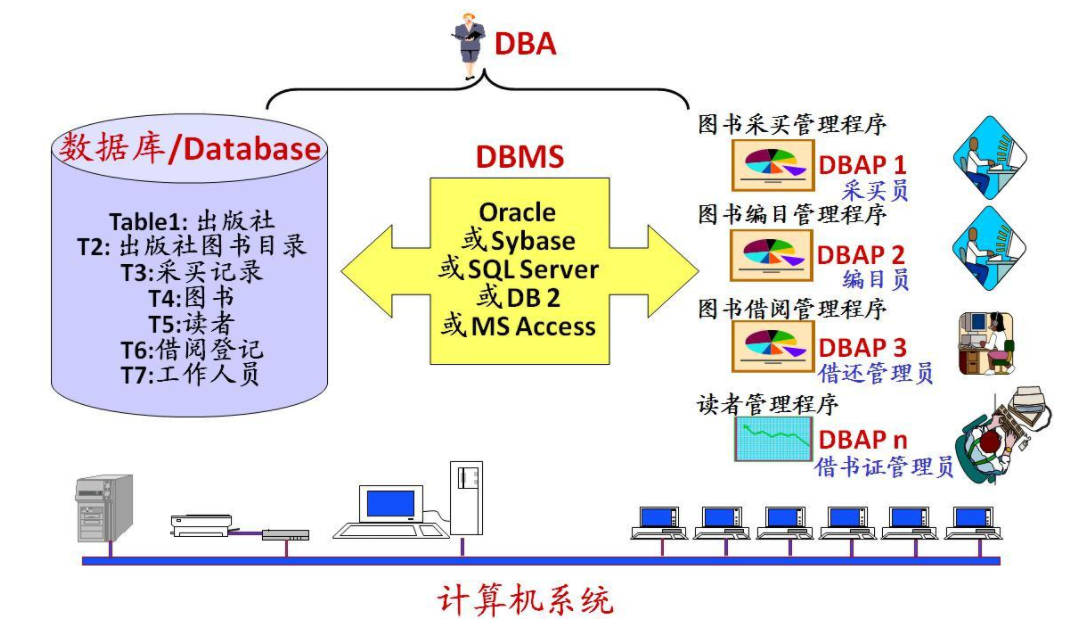 DBA
数据库/Database
Table1: 出版社
T2: 出版社图书目录
T3:采买记录
T4:图书
T5:读者
T6:借阅登记
T7:工作人员
DBMS
Oracle
或Sybase
或SQL Server
或DB 2
或MS Access
图书采买管理程序
DBAP 1
采买员
图书编目管理程序
DBAP 2
编目员
图书借阅管理程序
DBAP 3
借还管理员
读者管理程序
DBAP n
借书证管理员
计算机系统